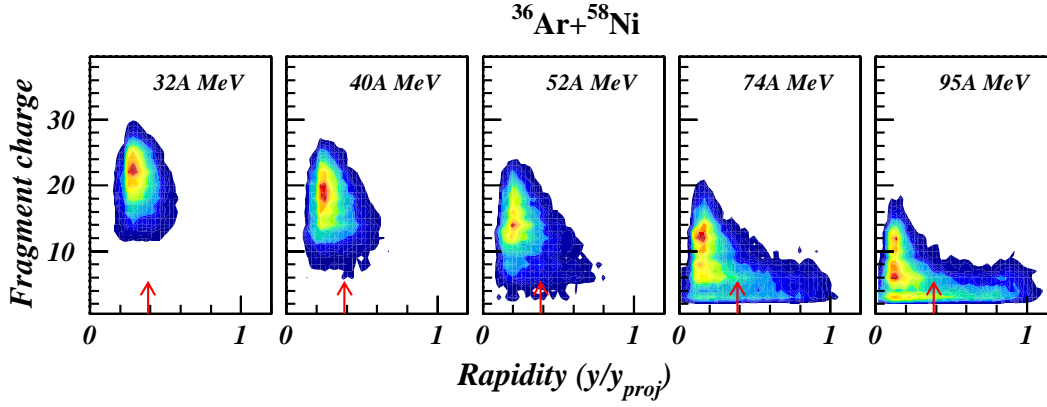 ³⁶Ar+⁵⁸Ni
32A MeV
40A MeV
52A MeV
74A MeV
95A MeV
Fragment charge
30
20
10
0 1
0 1
0 1
0 1
0 1
Rapidity (y/y_proj)